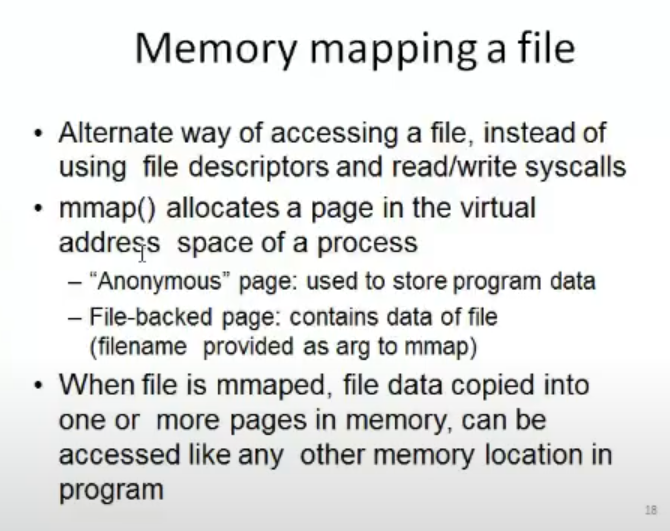 Memory mapping a file
• Alternate way of accessing a file, instead of
using file descriptors and read/write syscalls
• mmap() allocates a page in the virtual
address space of a process
– “Anonymous” page: used to store program data
– File-backed page: contains data of file
(filename provided as arg to mmap)
• When file is mmaped, file data copied into
one or more pages in memory, can be
accessed like any other memory location in
program
18